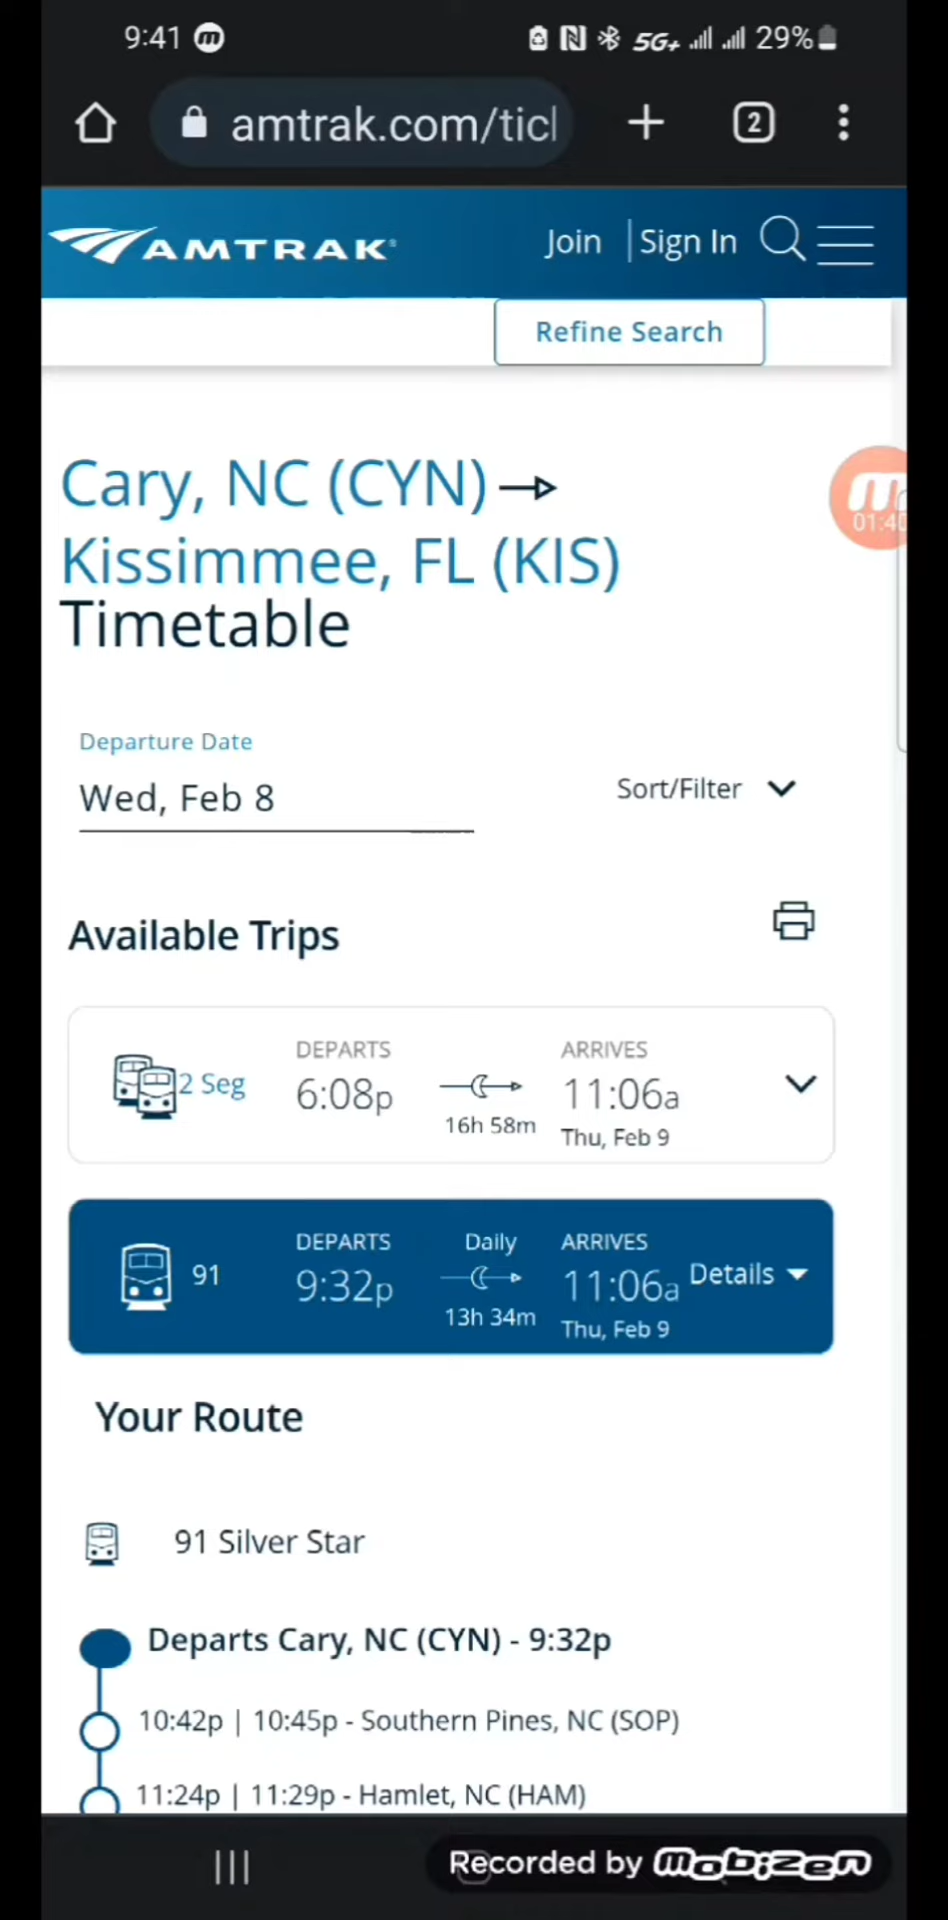 9:41 m 5G+ 29%
amtrak.com/tic
2
AMTRAK
Join | Sign In
Refine Search
Cary, NC (CYN)
Kissimmee, FL (KIS)
Timetable
01:40
Departure Date
Wed, Feb 8
Sort/Filter
Available Trips
DEPARTS ARRIVES
2 Seg 6:08p 11:06a
16h 58m Thu, Feb 9
DEPARTS Daily ARRIVES
91 9:32p 11:06a Details
13h 34m Thu, Feb 9
Your Route
91 Silver Star
Departs Cary, NC (CYN) - 9:32p
10:42p | 10:45p - Southern Pines, NC (SOP)
11:24p | 11:29p - Hamlet, NC (HAM)
Recorded by mobizen